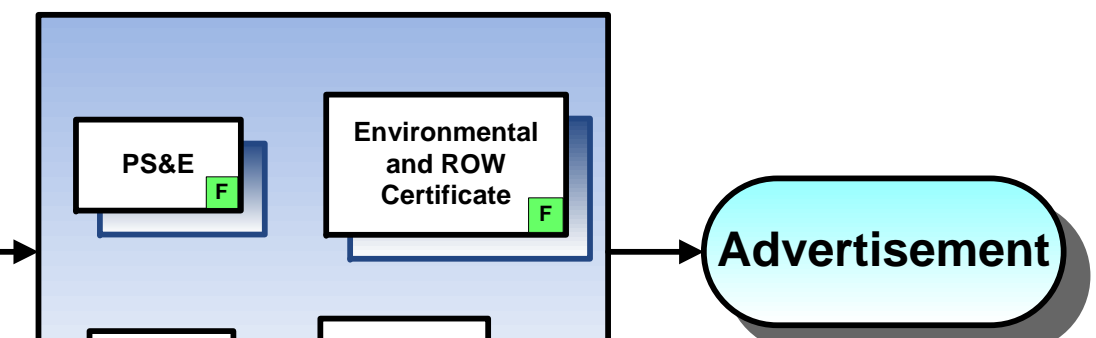 PS&E
F
Environmental
and ROW
Certificate
F
Advertisement